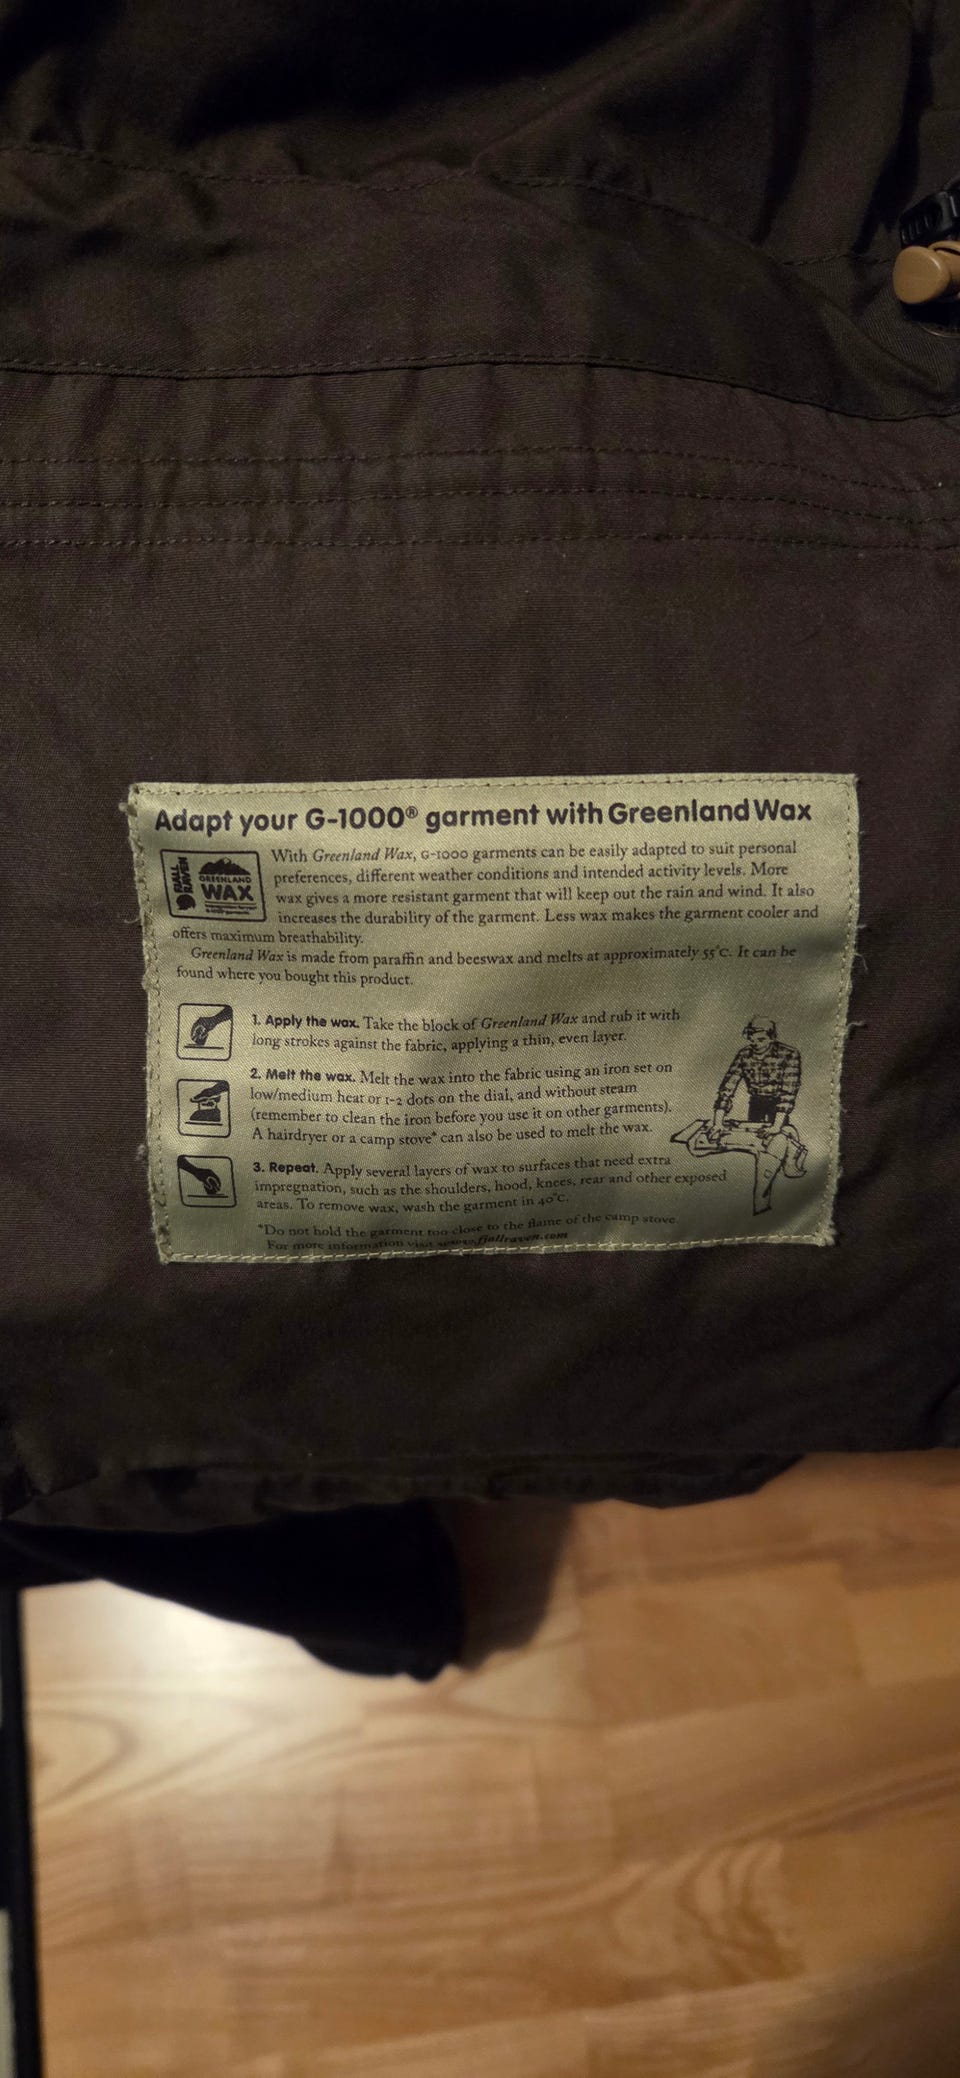 Adapt your G-1000® garment with Greenland Wax
FJÄLL
RÄVEN
GREENLAND
WAX
With Greenland Wax, G-1000 garments can be easily adapted to suit personal
preferences, different weather conditions and intended activity levels. More
wax gives a more resistant garment that will keep out the rain and wind. It also
increases the durability of the garment. Less wax makes the garment cooler and
offers maximum breathability.
Greenland Wax is made from paraffin and beeswax and melts at approximately 55°C. It can be
found where you bought this product.
1. Apply the wax. Take the block of Greenland Wax and rub it with
long strokes against the fabric, applying a thin, even layer.
2. Melt the wax. Melt the wax into the fabric using an iron set on
low/medium heat or 1-2 dots on the dial, and without steam
(remember to clean the iron before you use it on other garments).
A hairdryer or a camp stove* can also be used to melt the wax.
3. Repeat. Apply several layers of wax to surfaces that need extra
impregnation, such as the shoulders, hood, knees, rear and other exposed
areas. To remove wax, wash the garment in 40°C.
*Do not hold the garment too close to the flame of the camp stove
For more information visit www.fjallraven.com